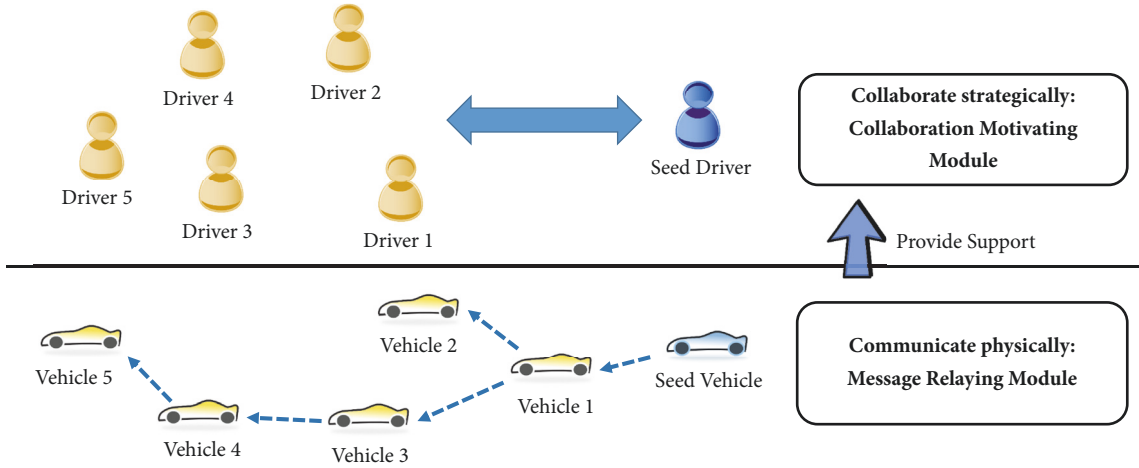 Driver 4
Driver 2
Driver 5
Driver 3
Driver 1
Seed Driver
Collaborate strategically:
Collaboration Motivating
Module
Provide Support
Vehicle 5
Vehicle 2
Vehicle 4
Vehicle 3
Vehicle 1
Seed Vehicle
Communicate physically:
Message Relaying Module